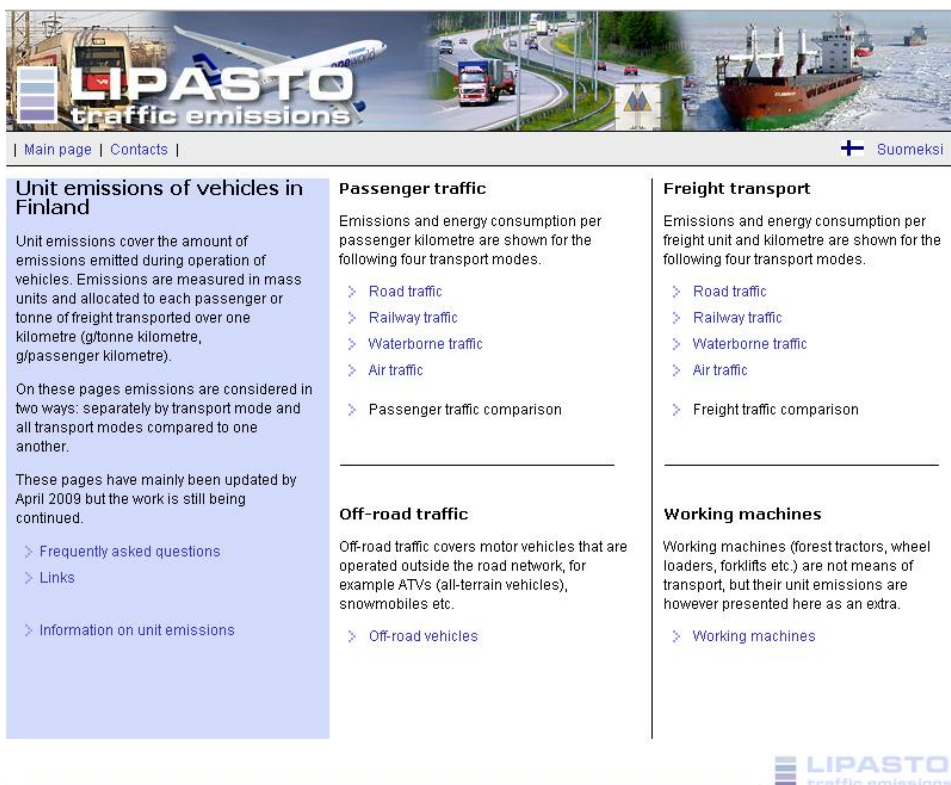 LIPASTO
traffic emissions
| Main page | Contacts |
Suomeksi
Unit emissions of vehicles in
Finland
Unit emissions cover the amount of
emissions emitted during operation of
vehicles. Emissions are measured in mass
units and allocated to each passenger or
tonne of freight transported over one
kilometre (g/tonne kilometre,
g/passenger kilometre).
On these pages emissions are considered in
two ways: separately by transport mode and
all transport modes compared to one
another.
These pages have mainly been updated by
April 2009 but the work is still being
continued.
Frequently asked questions
Links
Information on unit emissions
Passenger traffic
Emissions and energy consumption per
passenger kilometre are shown for the
following four transport modes.
Road traffic
Railway traffic
Waterborne traffic
Air traffic
Passenger traffic comparison
Off-road traffic
Off-road traffic covers motor vehicles that are
operated outside the road network, for
example ATVs (all-terrain vehicles),
snowmobiles etc.
Off-road vehicles
Freight transport
Emissions and energy consumption per
freight unit and kilometre are shown for the
following four transport modes.
Road traffic
Railway traffic
Waterborne traffic
Air traffic
Freight traffic comparison
Working machines
Working machines (forest tractors, wheel
loaders, forklifts etc.) are not means of
transport, but their unit emissions are
however presented here as an extra.
Working machines
LIPASTO
traffic emissions